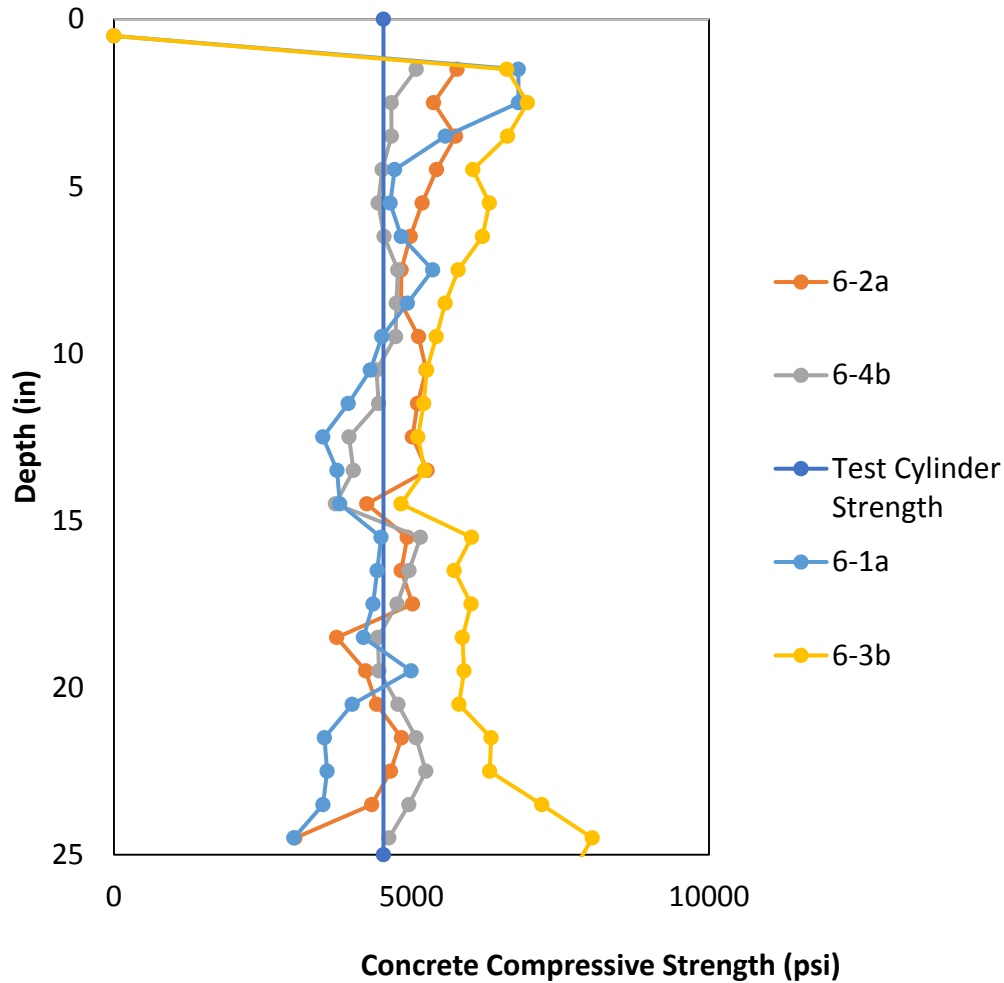 0
5
10
15
20
25
Depth (in)
0
5000
10000
Concrete Compressive Strength (psi)
6-2a
6-4b
Test Cylinder
Strength
6-1a
6-3b